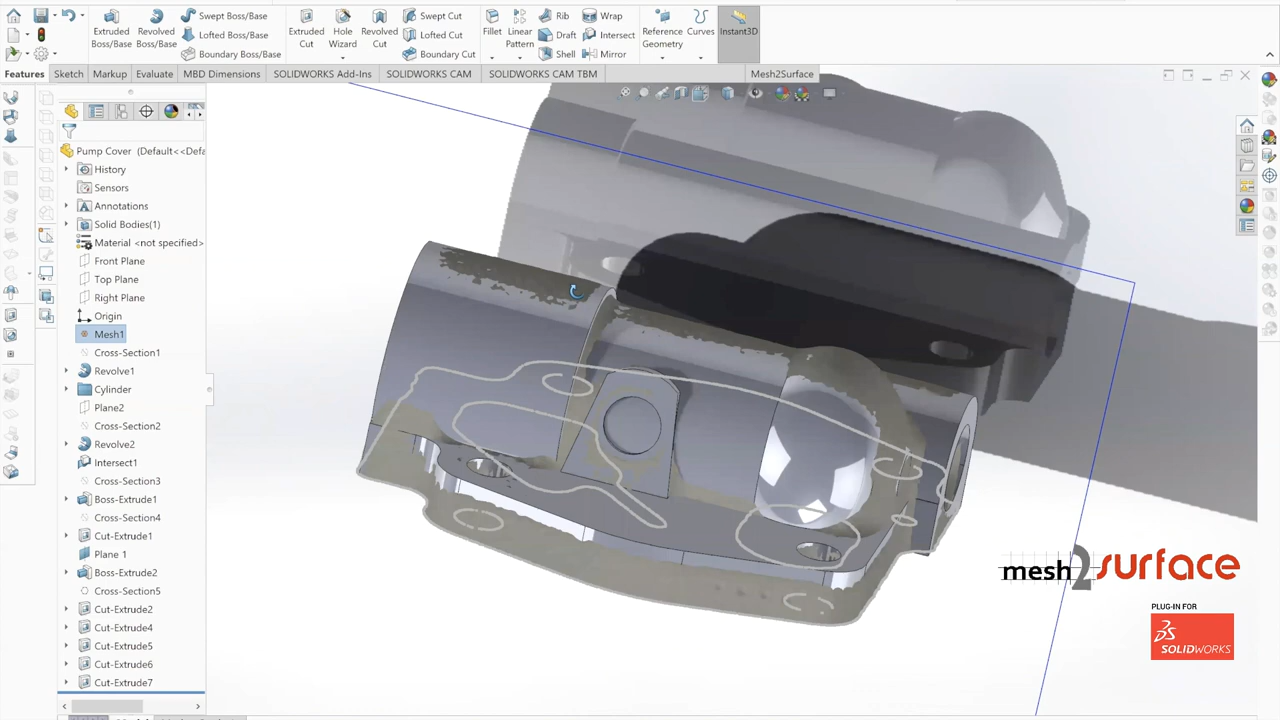 Extruded Boss/Base
Revolved Boss/Base
Swept Boss/Base
Lofted Boss/Base
Boundary Boss/Base
Extruded Cut
Hole Wizard
Revolved Cut
Swept Cut
Lofted Cut
Boundary Cut
Fillet
Linear Pattern
Rib
Draft
Shell
Wrap
Intersect
Mirror
Reference Geometry
Curves
Instant3D
Features
Sketch
Markup
Evaluate
MBD Dimensions
SOLIDWORKS Add-Ins
SOLIDWORKS CAM
SOLIDWORKS CAM TBM
Mesh2Surface
Pump Cover (Default<<Defa
History
Sensors
Annotations
Solid Bodies(1)
Material <not specified>
Front Plane
Top Plane
Right Plane
Origin
Mesh1
Cross-Section1
Revolve1
Cylinder
Plane2
Cross-Section2
Revolve2
Intersect1
Cross-Section3
Boss-Extrude1
Cross-Section4
Cut-Extrude1
Plane 1
Boss-Extrude2
Cross-Section5
Cut-Extrude2
Cut-Extrude4
Cut-Extrude5
Cut-Extrude6
Cut-Extrude7
mesh2surface
PLUG-IN FOR
SOLIDWORKS